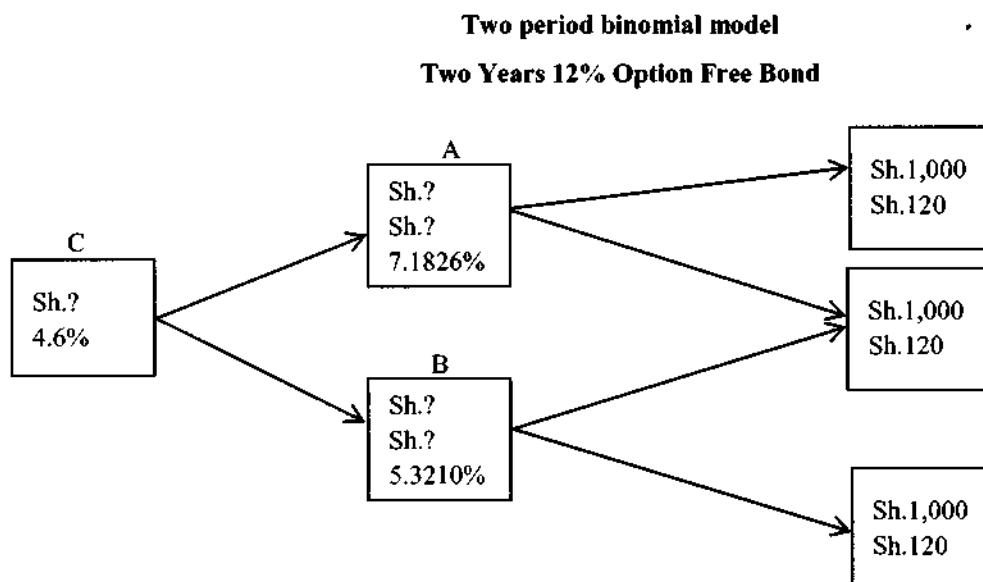 Two period binomial model
Two Years 12% Option Free Bond
A
Sh.?
Sh.?
7.1826%
Sh.1,000
Sh.120
C
Sh.?
4.6%
Sh.1,000
Sh.120
B
Sh.?
Sh.?
5.3210%
Sh.1,000
Sh.120